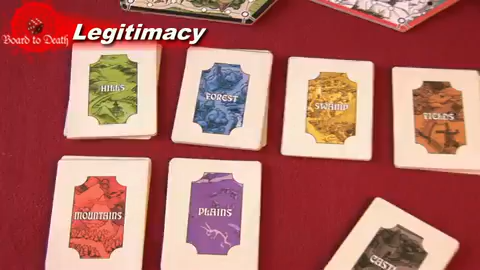 Board to Death
Legitimacy
HILLS
FOREST
SWAMP
FIELDS
MOUNTAINS
PLAINS